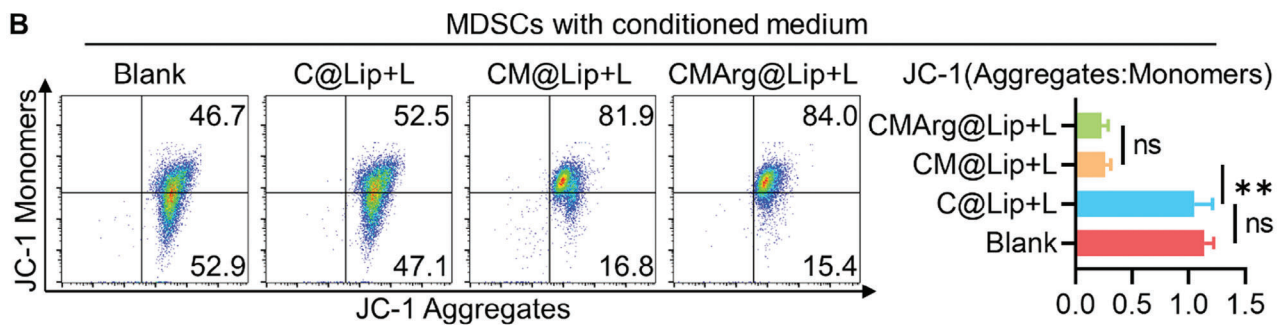 B
MDSCs with conditioned medium
Blank
C@Lip+L
CM@Lip+L
CMArg@Lip+L
JC-1 Monomers
46.7
52.9
52.5
47.1
81.9
16.8
84.0
15.4
JC-1 Aggregates
JC-1(Aggregates:Monomers)
CMArg@Lip+L
CM@Lip+L
C@Lip+L
Blank
ns
**
ns
0.0 0.5 1.0 1.5